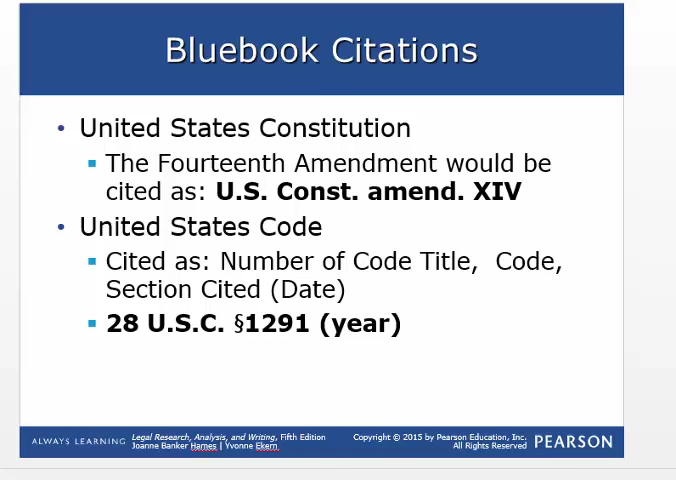 Bluebook Citations
• United States Constitution
▪ The Fourteenth Amendment would be
cited as: U.S. Const. amend. XIV
• United States Code
▪ Cited as: Number of Code Title,  Code,
Section Cited (Date)
▪ 28 U.S.C. §1291 (year)
ALWAYS LEARNING
Legal Research, Analysis, and Writing, Fifth Edition
Joanne Banker Hames | Yvonne Ekern
Copyright © 2015 by Pearson Education, Inc.
All Rights Reserved
PEARSON